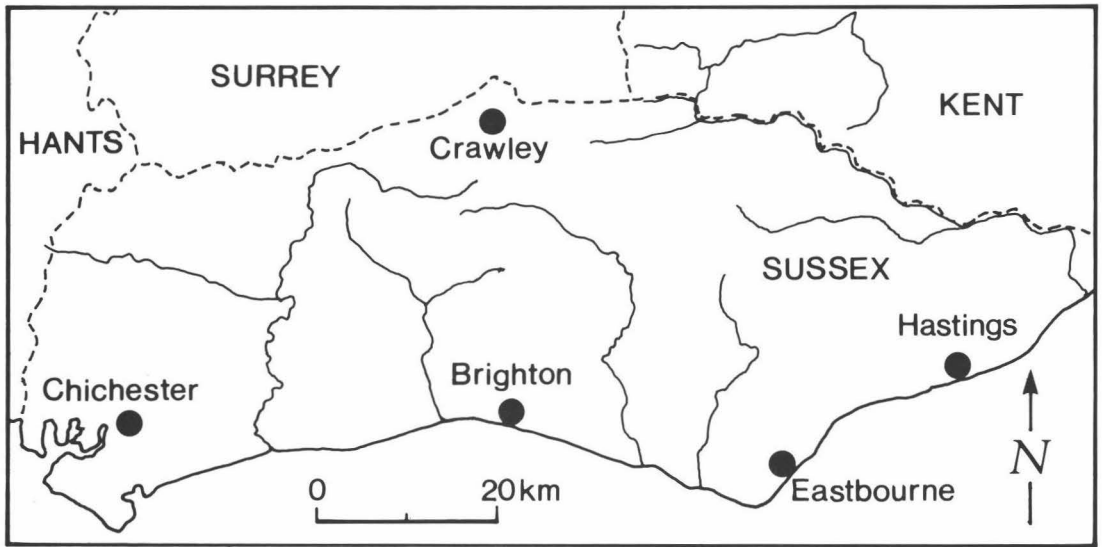 SURREY
KENT
HANTS
Crawley
SUSSEX
Hastings
Brighton
Chichester
N
0 20km
Eastbourne